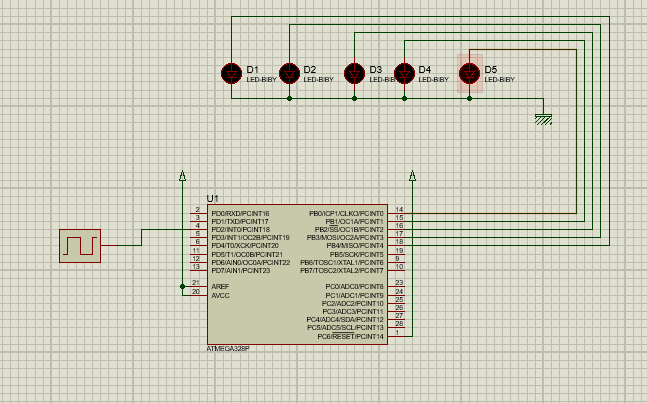 D1
LED-BIBY
D2
LED-BIBY
D3
LED-BIB
D4
LED-BIBY
D5
LED-BIBY
U1
2 PD0/RXD/PCINT16 PB0/ICP1/CLKO/PCINT0 14
3 PD1/TXD/PCINT17 PB1/OC1A/PCINT1 15
4 PD2/INT0/PCINT18 PB2/SS/OC1B/PCINT2 16
5 PD3/INT1/OC2B/PCINT19 PB3/MOSI/OC2A/PCINT3 17
6 PD4/T0/XCK/PCINT20 PB4/MISO/PCINT4 18
11 PD5/T1/OC0B/PCINT21 PB5/SCK/PCINT5 19
12 PD6/AIN0/OC0A/PCINT22 PB6/TOSC1/XTAL1/PCINT6 9
13 PD7/AIN1/PCINT23 PB7/TOSC2/XTAL2/PCINT7 10
21 AREF PC0/ADC0/PCINT8 23
20 AVCC PC1/ADC1/PCINT9 24
PC2/ADC2/PCINT10 25
PC3/ADC3/PCINT11 26
PC4/ADC4/SDA/PCINT12 27
PC5/ADC5/SCL/PCINT13 28
PC6/RESET/PCINT14 1
ATMEGA328P